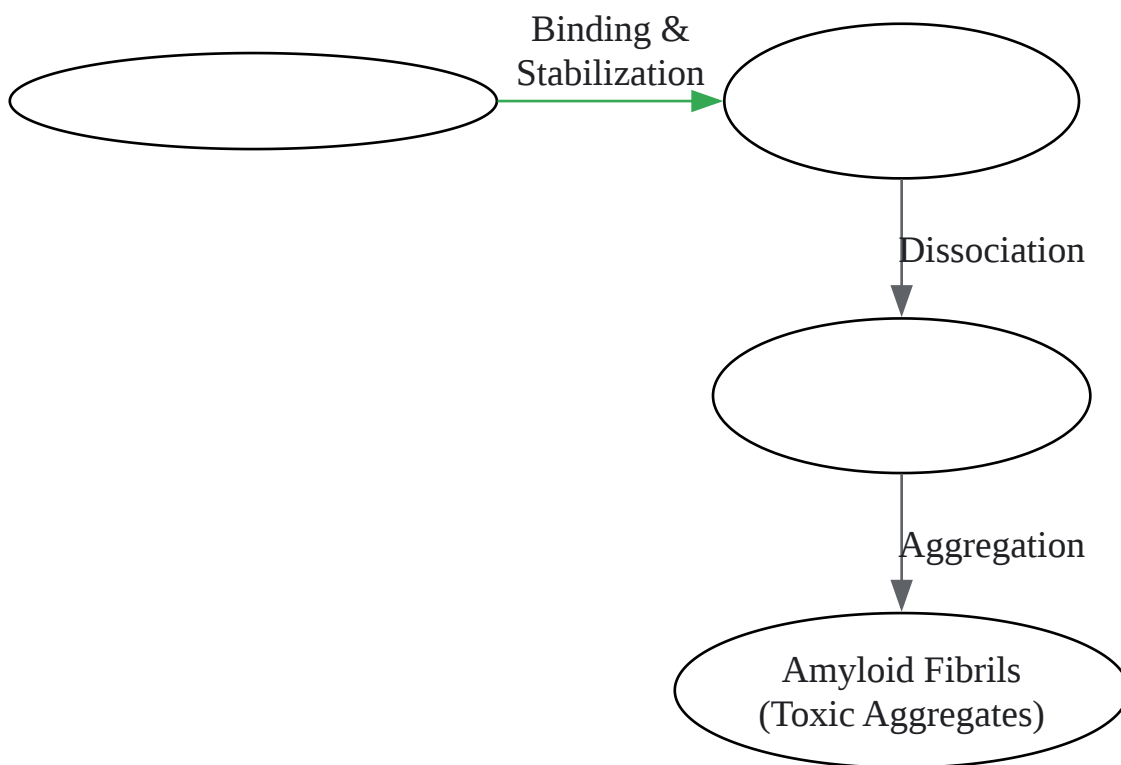 Binding &
Stabilization
Dissociation
Aggregation
Amyloid Fibrils
(Toxic Aggregates)